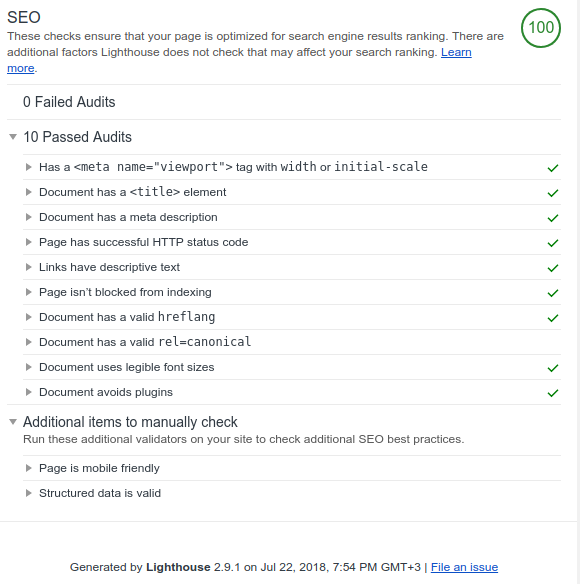 SEO
100
These checks ensure that your page is optimized for search engine results ranking. There are
additional factors Lighthouse does not check that may affect your search ranking. Learn
more.
0 Failed Audits
10 Passed Audits
Has a <meta name="viewport"> tag with width or initial-scale
Document has a <title> element
Document has a meta description
Page has successful HTTP status code
Links have descriptive text
Page isn’t blocked from indexing
Document has a valid hreflang
Document has a valid rel=canonical
Document uses legible font sizes
Document avoids plugins
Additional items to manually check
Run these additional validators on your site to check additional SEO best practices.
Page is mobile friendly
Structured data is valid
Generated by Lighthouse 2.9.1 on Jul 22, 2018, 7:54 PM GMT+3 | File an issue